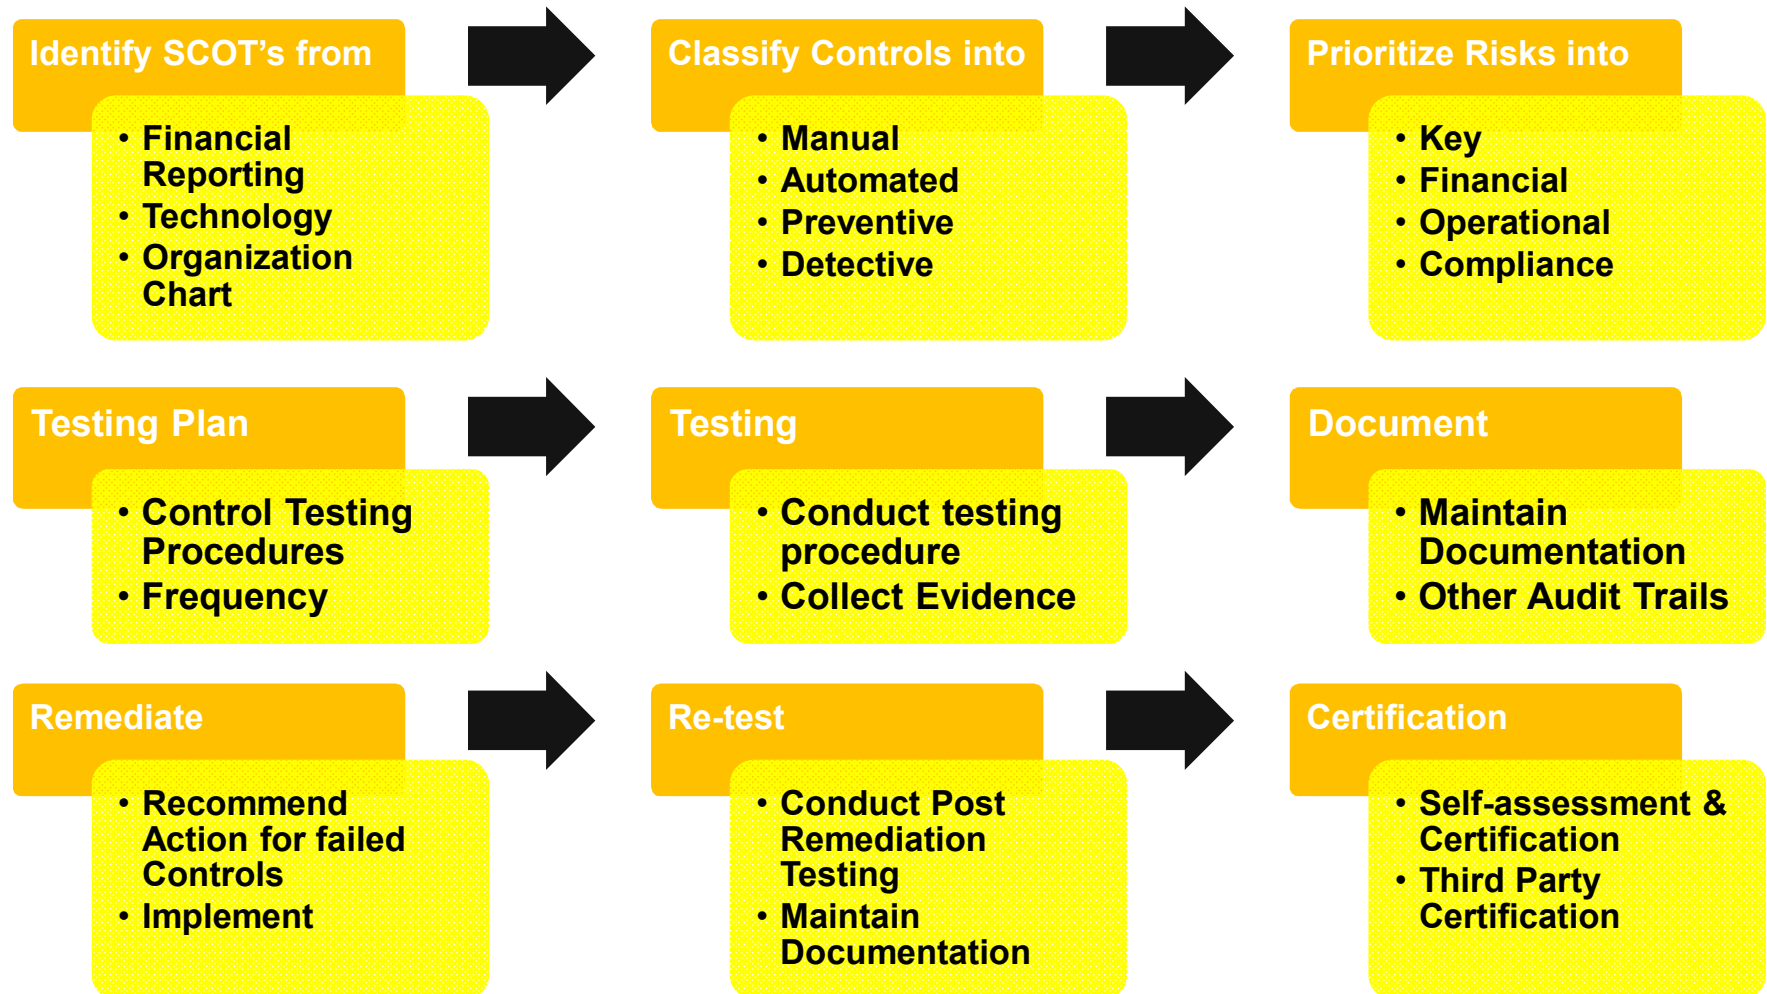 Identify SCOT’s from
• Financial
Reporting
• Technology
• Organization
Chart
Classify Controls into
• Manual
• Automated
• Preventive
• Detective
Prioritize Risks into
• Key
• Financial
• Operational
• Compliance
Testing Plan
• Control Testing
Procedures
• Frequency
Testing
• Conduct testing
procedure
• Collect Evidence
Document
• Maintain
Documentation
• Other Audit Trails
Remediate
• Recommend
Action for failed
Controls
• Implement
Re-test
• Conduct Post
Remediation
Testing
• Maintain
Documentation
Certification
• Self-assessment &
Certification
• Third Party
Certification